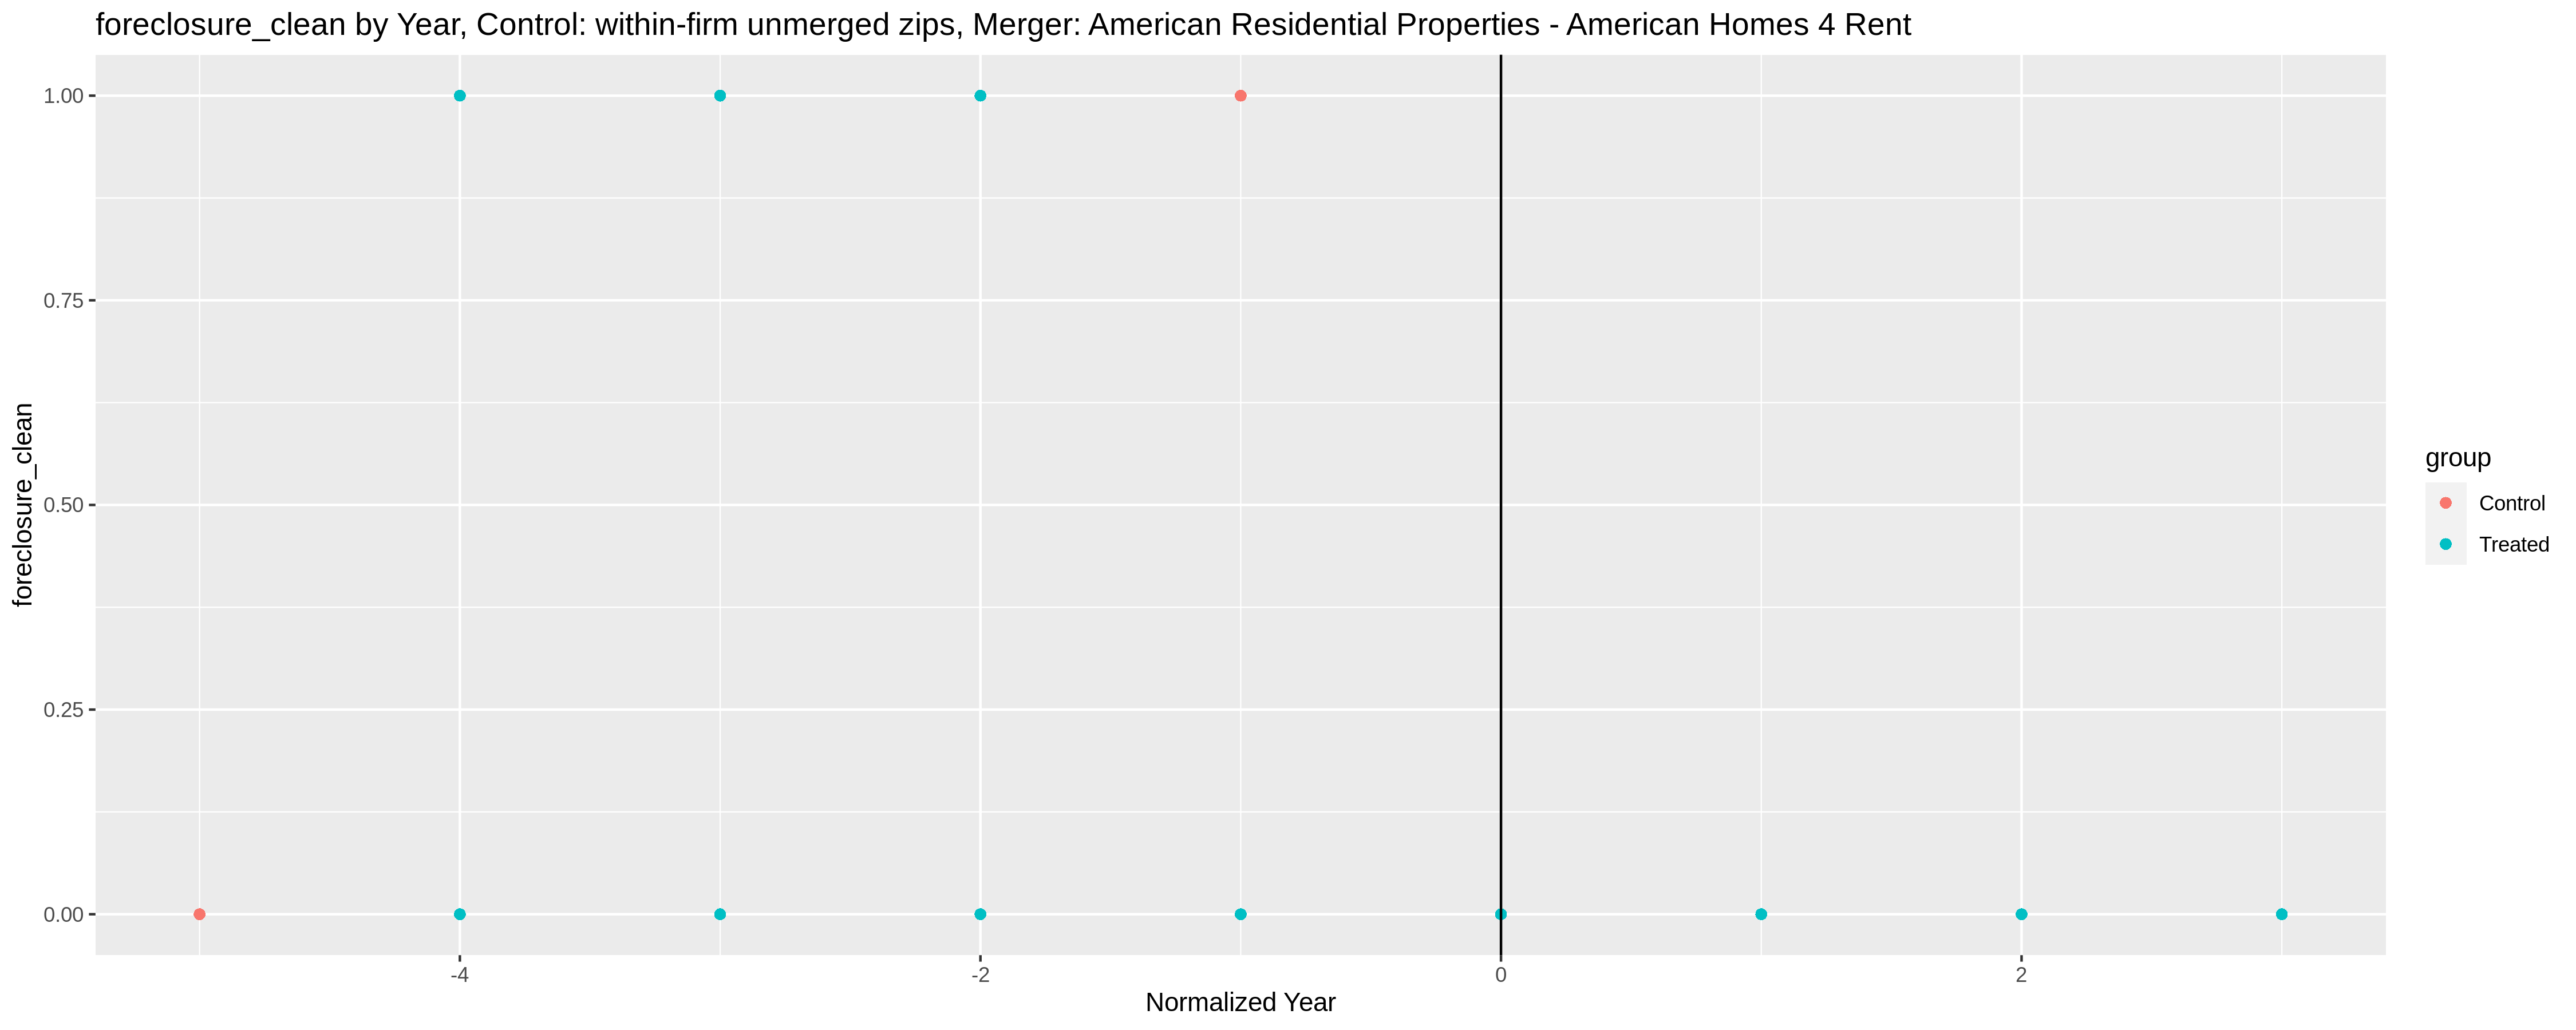 foreclosure_clean by Year, Control: within-firm unmerged zips, Merger: American Residential Properties - American Homes 4 Rent
1.00
0.75
0.50
0.25
0.00
foreclosure_clean
-4
-2
0
2
Normalized Year
group
Control
Treated